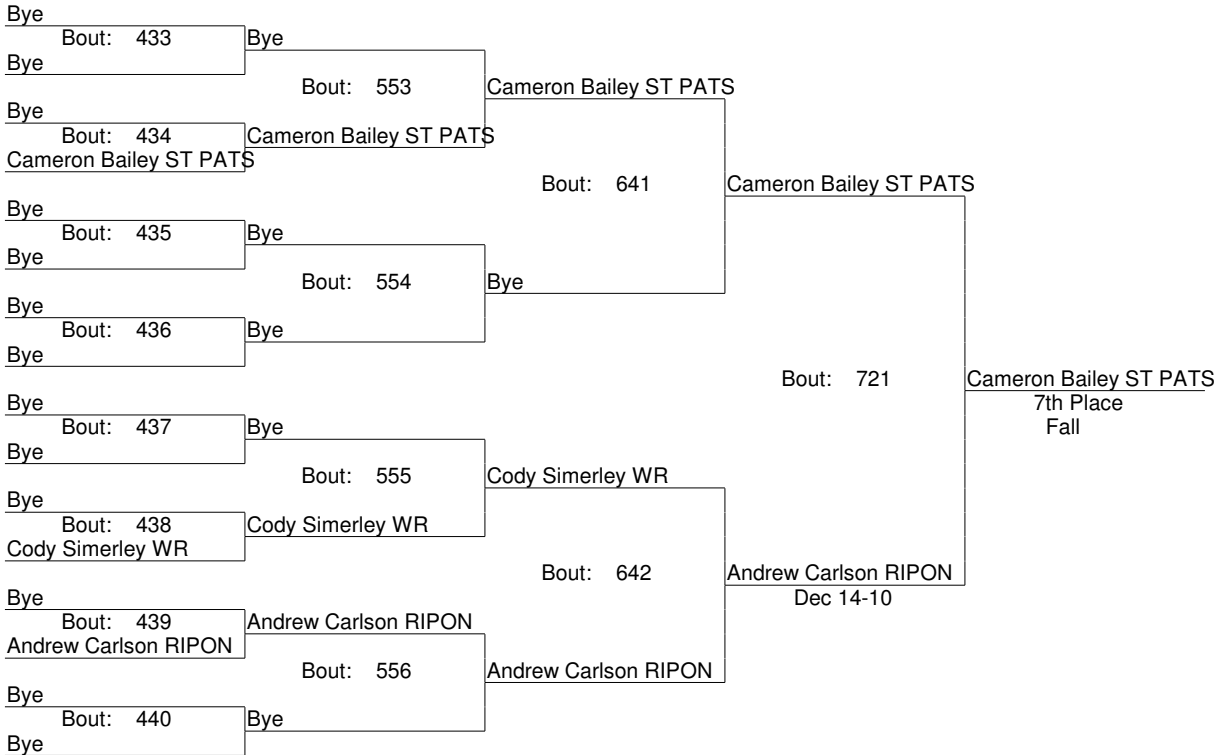 Bye
Bout: 433 Bye
Bye
Bout: 553 Cameron Bailey ST PATS
Bye
Bout: 434 Cameron Bailey ST PATS
Cameron Bailey ST PATS
Bout: 641 Cameron Bailey ST PATS
Bye
Bout: 435 Bye
Bye
Bout: 554 Bye
Bye
Bout: 436 Bye
Bye
Bout: 721 Cameron Bailey ST PATS
7th Place
Fall
Bye
Bout: 437 Bye
Bye
Bout: 555 Cody Simerley WR
Bye
Bout: 438 Cody Simerley WR
Cody Simerley WR
Bout: 642 Andrew Carlson RIPON
Dec 14-10
Bye
Bout: 439 Andrew Carlson RIPON
Andrew Carlson RIPON
Bout: 556 Andrew Carlson RIPON
Bye
Bout: 440 Bye
Bye